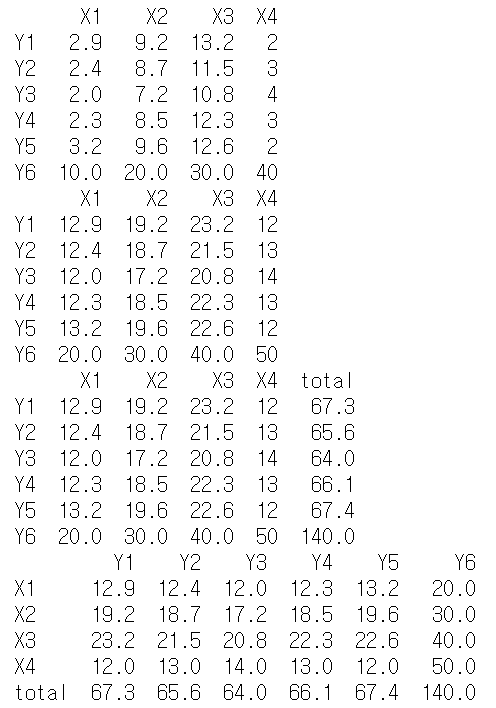 X1 X2 X3 X4
Y1 2.9 9.2 13.2 2
Y2 2.4 8.7 11.5 3
Y3 2.0 7.2 10.8 4
Y4 2.3 8.5 12.3 3
Y5 3.2 9.6 12.6 2
Y6 10.0 20.0 30.0 40
X1 X2 X3 X4
Y1 12.9 19.2 23.2 12
Y2 12.4 18.7 21.5 13
Y3 12.0 17.2 20.8 14
Y4 12.3 18.5 22.3 13
Y5 13.2 19.6 22.6 12
Y6 20.0 30.0 40.0 50
X1 X2 X3 X4 total
Y1 12.9 19.2 23.2 12 67.3
Y2 12.4 18.7 21.5 13 65.6
Y3 12.0 17.2 20.8 14 64.0
Y4 12.3 18.5 22.3 13 66.1
Y5 13.2 19.6 22.6 12 67.4
Y6 20.0 30.0 40.0 50 140.0
Y1 Y2 Y3 Y4 Y5 Y6
X1 12.9 12.4 12.0 12.3 13.2 20.0
X2 19.2 18.7 17.2 18.5 19.6 30.0
X3 23.2 21.5 20.8 22.3 22.6 40.0
X4 12.0 13.0 14.0 13.0 12.0 50.0
total 67.3 65.6 64.0 66.1 67.4 140.0